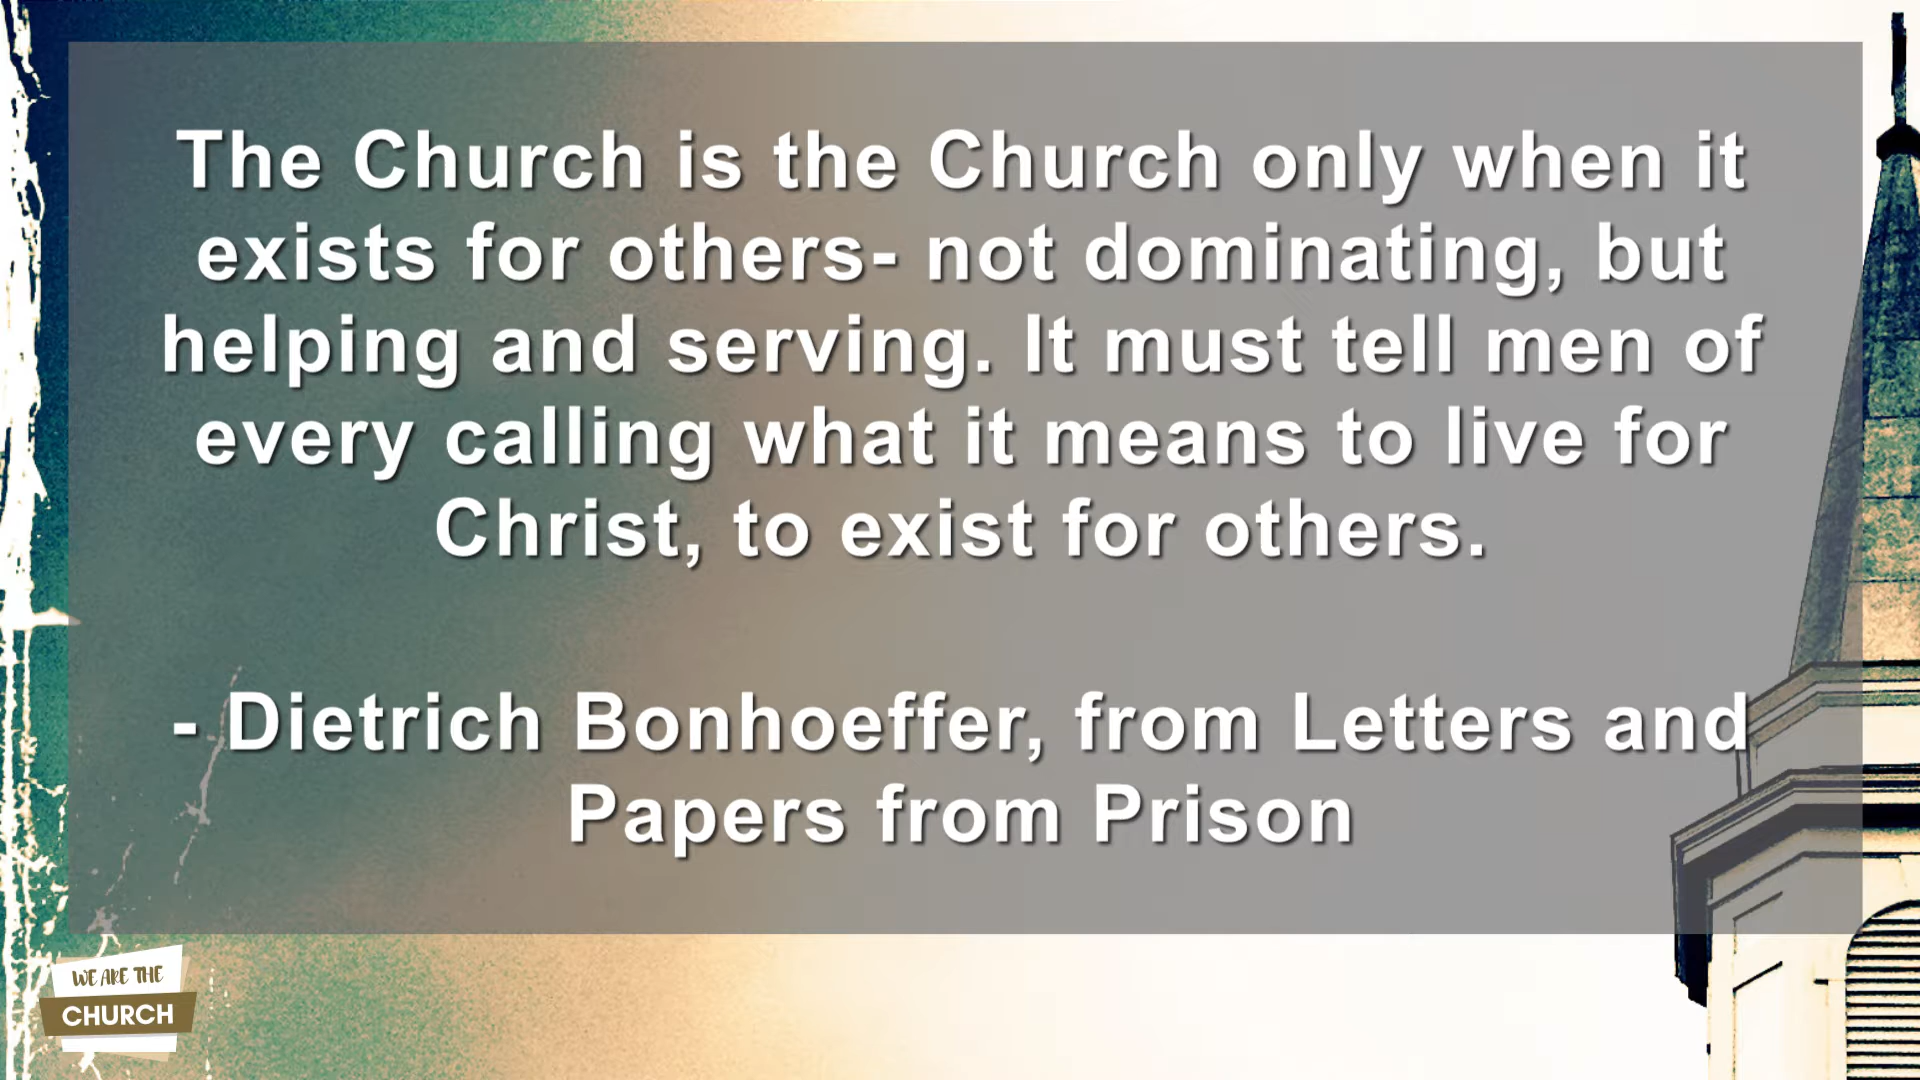 The Church is the Church only when it
exists for others- not dominating, but
helping and serving. It must tell men of
every calling what it means to live for
Christ, to exist for others.
- Dietrich Bonhoeffer, from Letters and
Papers from Prison
WE ARE THE
CHURCH